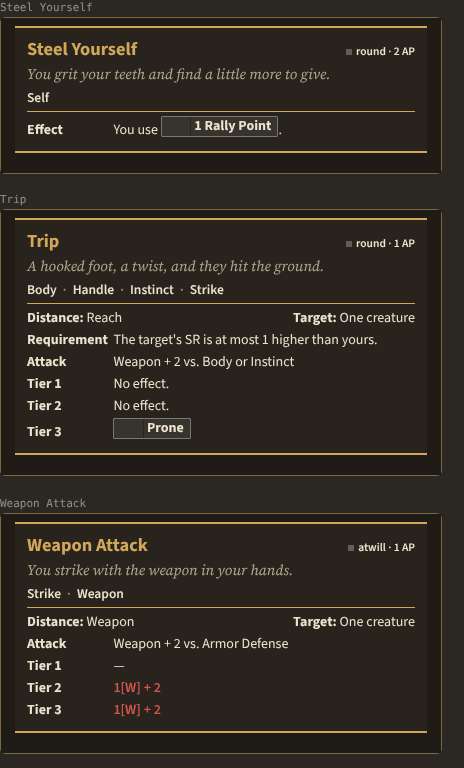 Steel Yourself
Steel Yourself round · 2 AP
You grit your teeth and find a little more to give.
Self
Effect You use 1 Rally Point.
Trip
Trip round · 1 AP
A hooked foot, a twist, and they hit the ground.
Body · Handle · Instinct · Strike
Distance: Reach Target: One creature
Requirement The target's SR is at most 1 higher than yours.
Attack Weapon + 2 vs. Body or Instinct
Tier 1 No effect.
Tier 2 No effect.
Tier 3 Prone
Weapon Attack
Weapon Attack atwill · 1 AP
You strike with the weapon in your hands.
Strike · Weapon
Distance: Weapon Target: One creature
Attack Weapon + 2 vs. Armor Defense
Tier 1 —
Tier 2 1[W] + 2
Tier 3 1[W] + 2